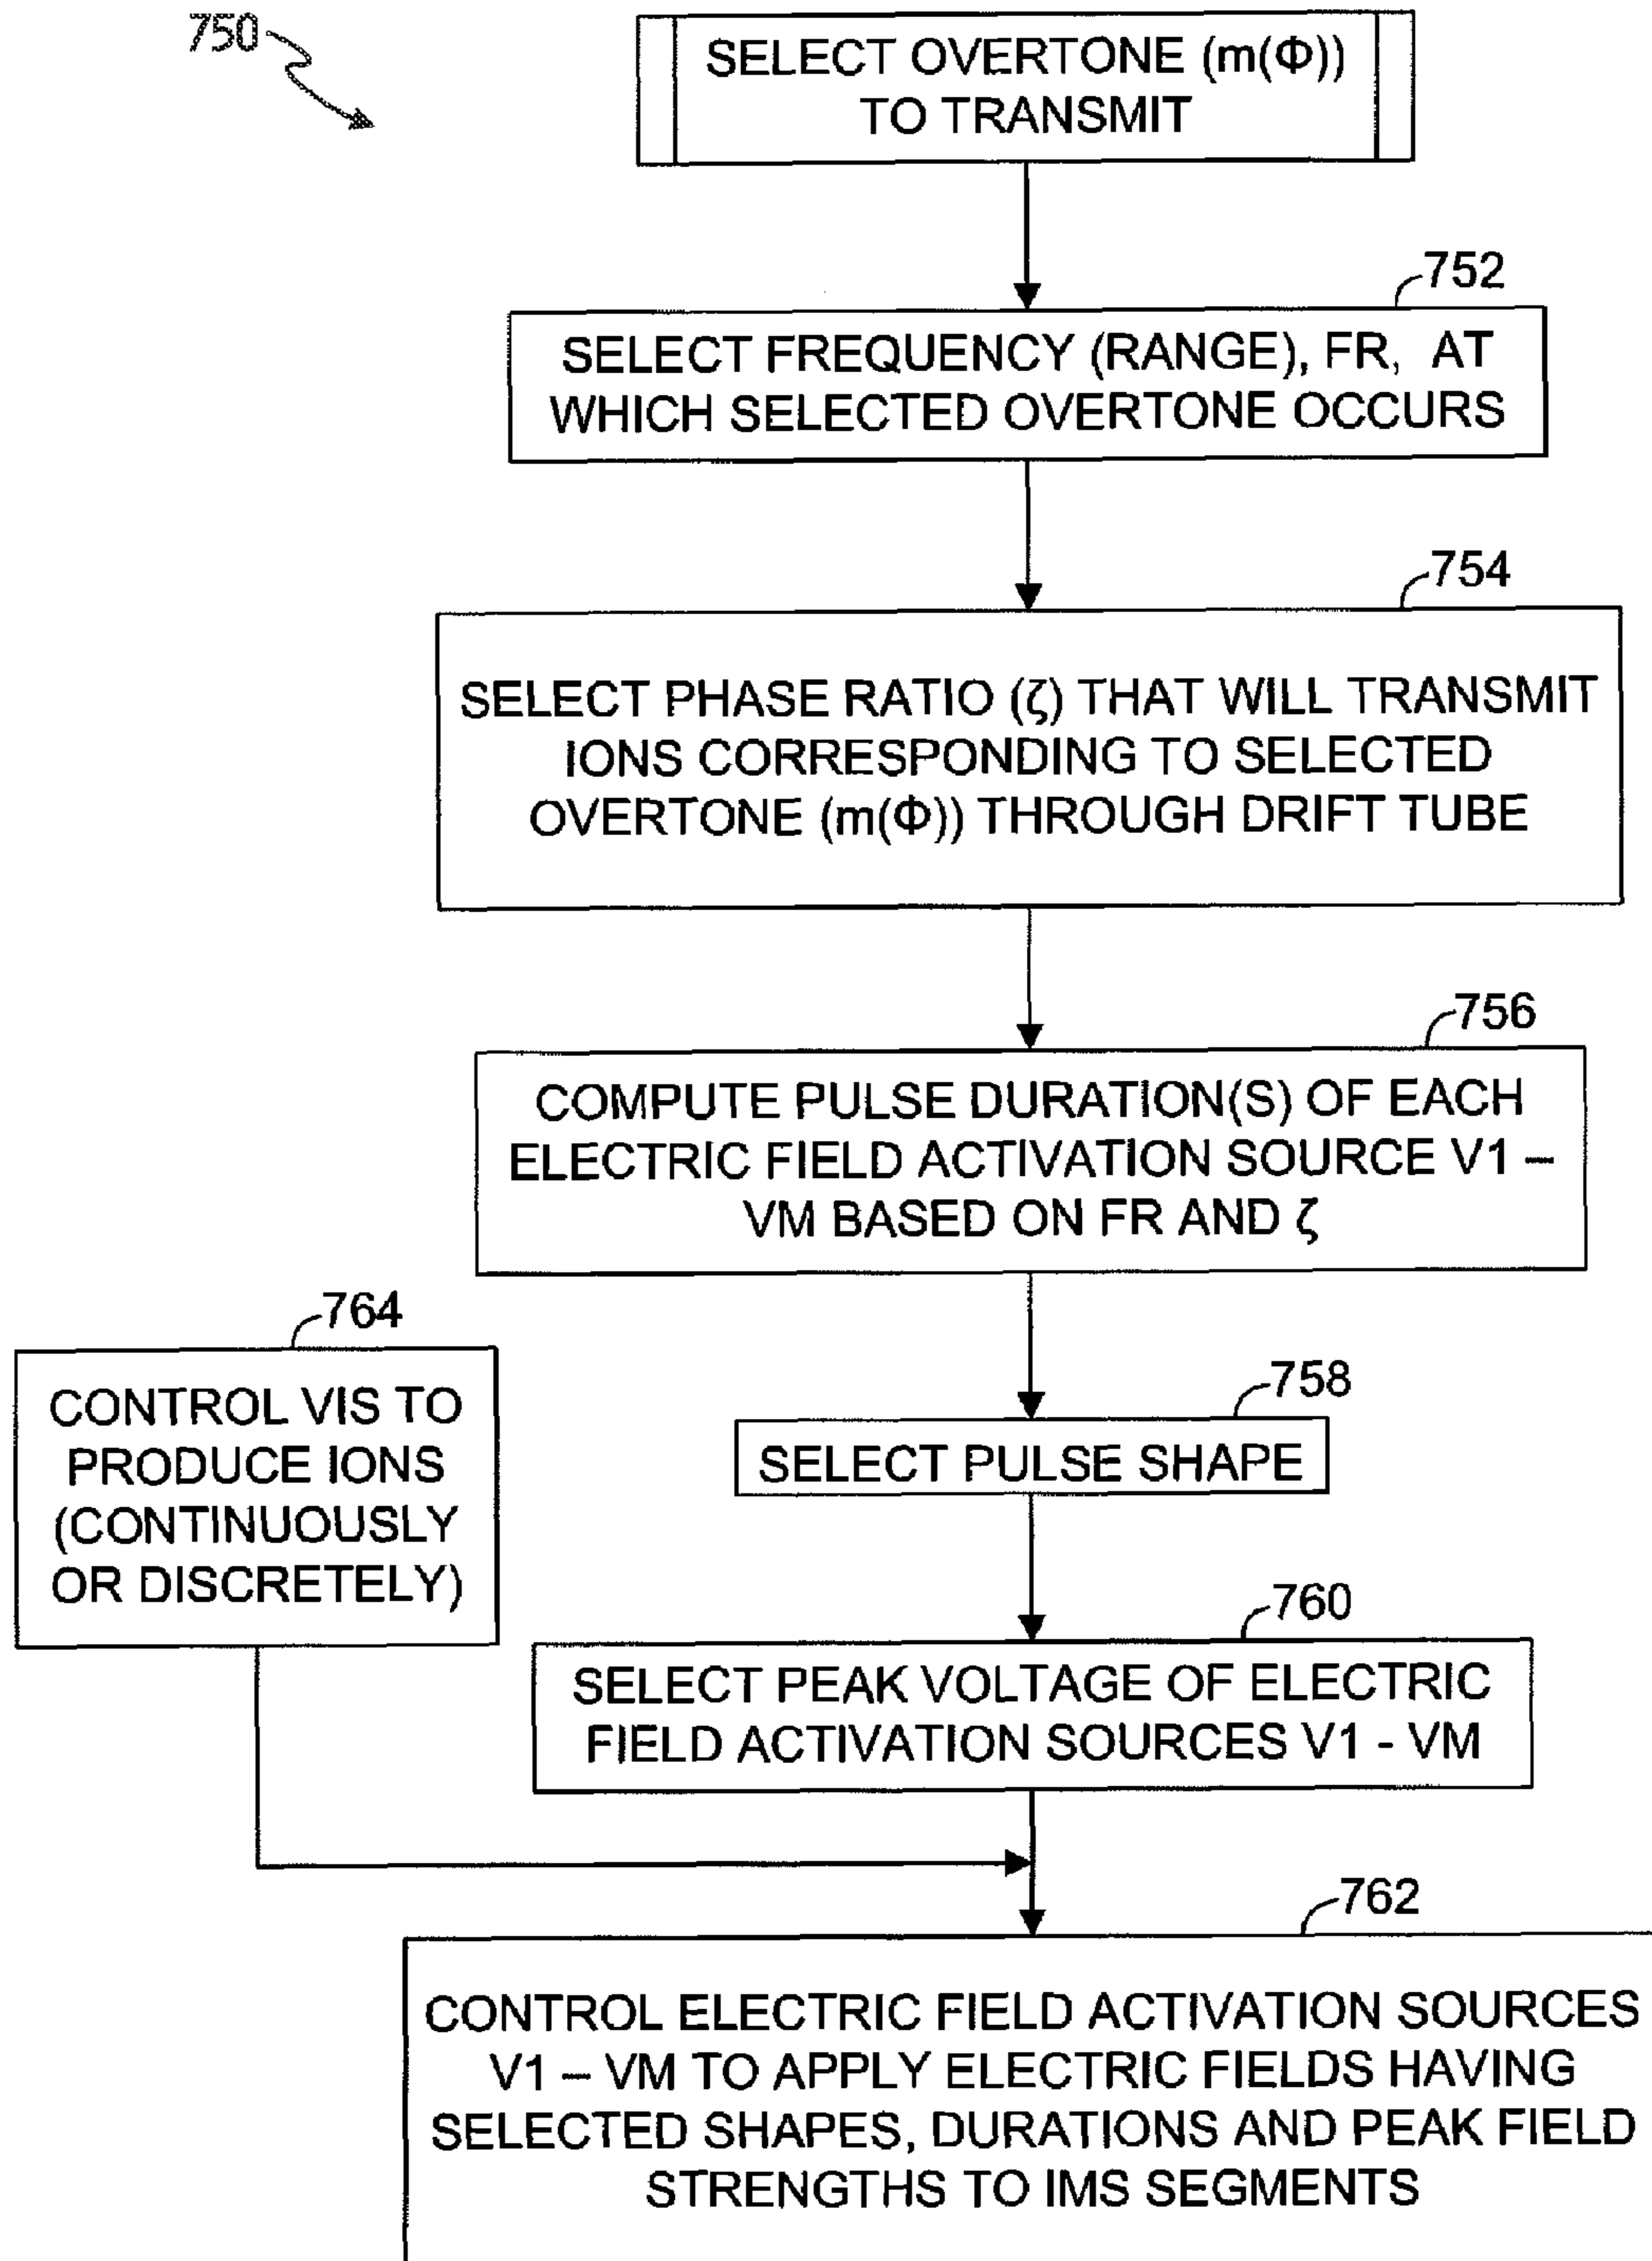 750
SELECT OVERTONE (m(Φ))
TO TRANSMIT
752
SELECT FREQUENCY (RANGE), FR, AT
WHICH SELECTED OVERTONE OCCURS
754
SELECT PHASE RATIO (ζ) THAT WILL TRANSMIT
IONS CORRESPONDING TO SELECTED
OVERTONE (m(Φ)) THROUGH DRIFT TUBE
756
COMPUTE PULSE DURATION(S) OF EACH
ELECTRIC FIELD ACTIVATION SOURCE V1 –
VM BASED ON FR AND ζ
764
CONTROL VIS TO
PRODUCE IONS
(CONTINUOUSLY
OR DISCRETELY)
758
SELECT PULSE SHAPE
760
SELECT PEAK VOLTAGE OF ELECTRIC
FIELD ACTIVATION SOURCES V1 - VM
762
CONTROL ELECTRIC FIELD ACTIVATION SOURCES
V1 – VM TO APPLY ELECTRIC FIELDS HAVING
SELECTED SHAPES, DURATIONS AND PEAK FIELD
STRENGTHS TO IMS SEGMENTS